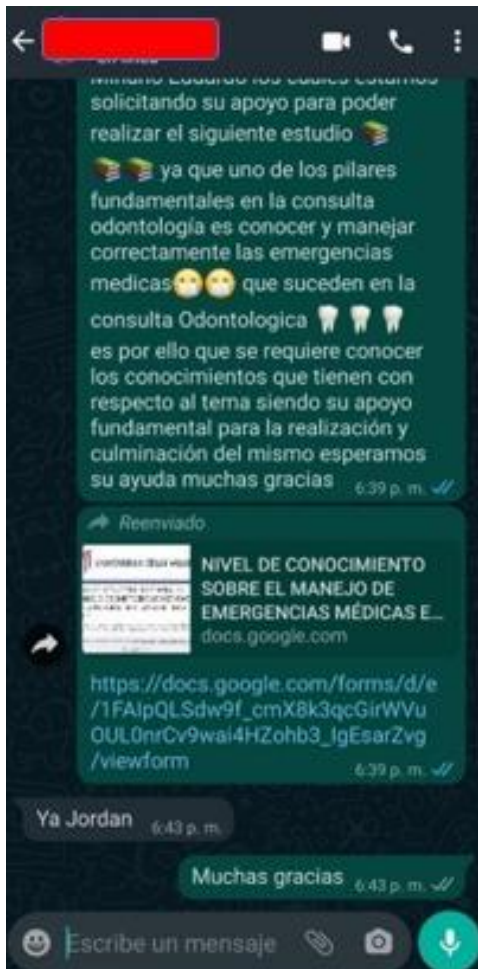 solicitando su apoyo para poder
realizar el siguiente estudio
ya que uno de los pilares
fundamentales en la consulta
odontología es conocer y manejar
correctamente las emergencias
medicas que suceden en la
consulta Odontologica
es por ello que se requiere conocer
los conocimientos que tienen con
respecto al tema siendo su apoyo
fundamental para la realización y
culminación del mismo esperamos
su ayuda muchas gracias 6:39 p. m.
Reenviado
NIVEL DE CONOCIMIENTO
SOBRE EL MANEJO DE
EMERGENCIAS MÉDICAS E...
docs.google.com
https://docs.google.com/forms/d/e
/1FAIpQLSdw9f_cmX8k3qcGirWVu
OUL0nrCv9wai4HZohb3_IgEsarZvg
/viewform 6:39 p. m.
Ya Jordan 6:43 p. m.
Muchas gracias 6:43 p. m.
Escribe un mensaje